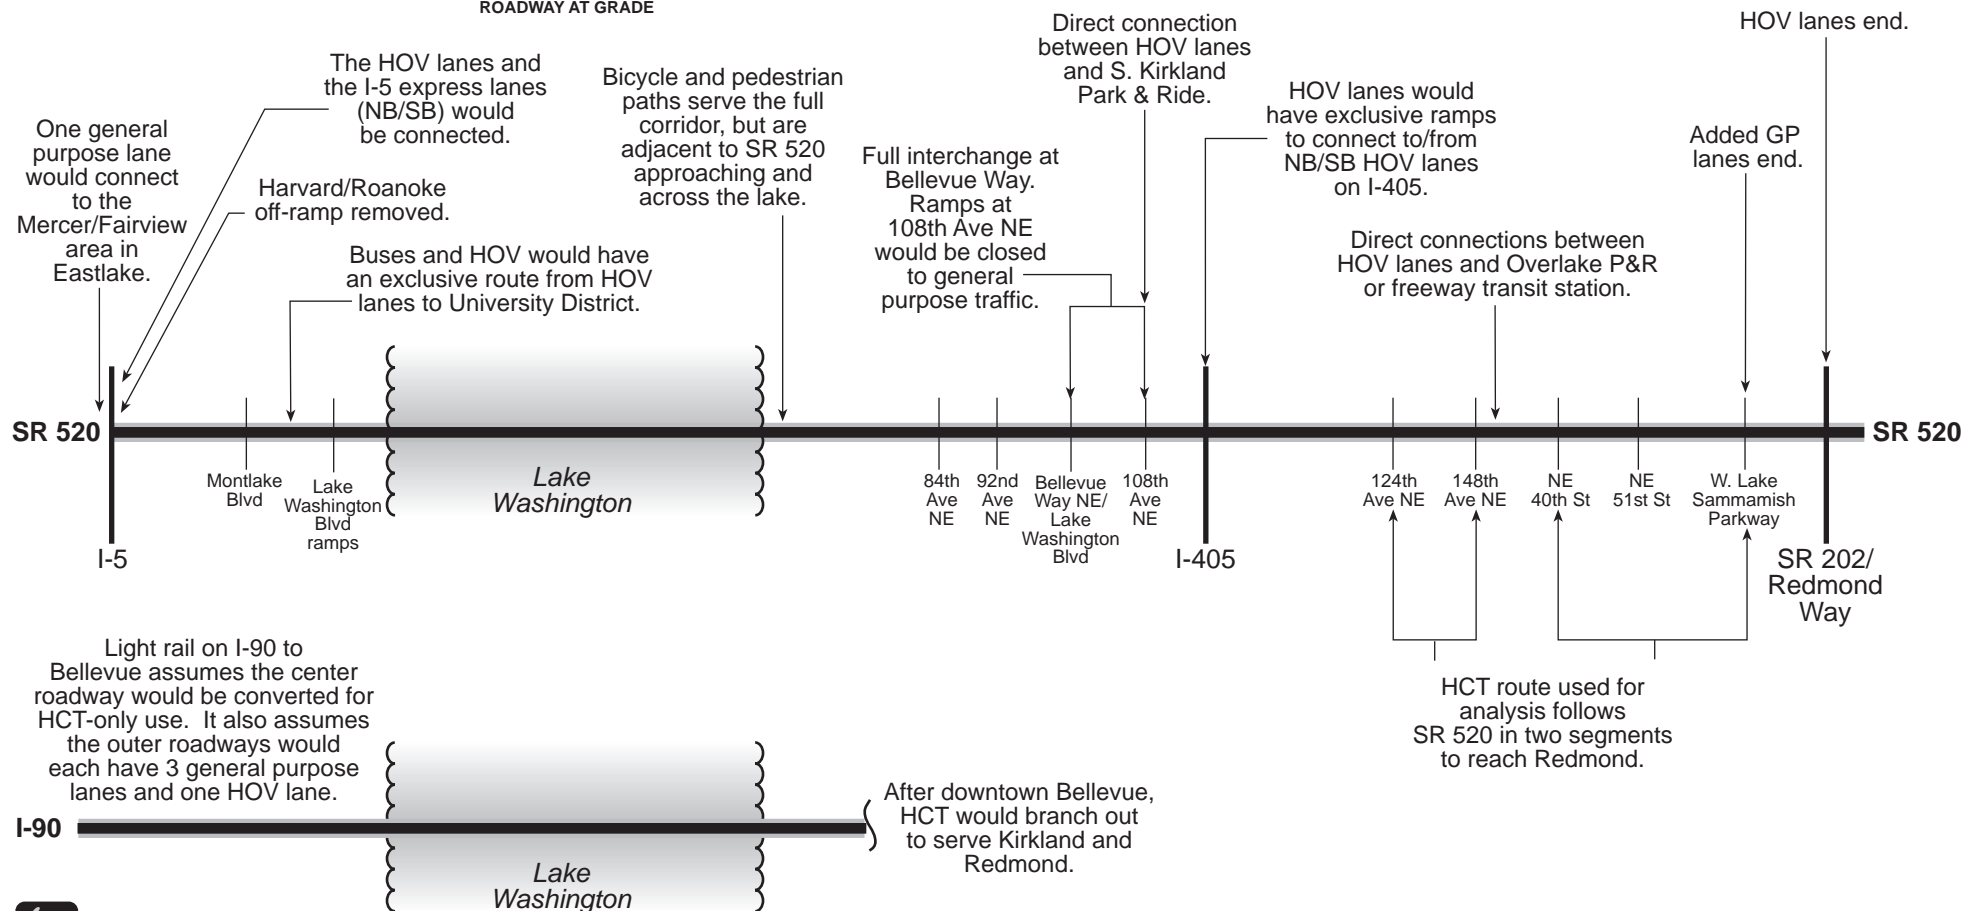 ROADWAY AT GRADE
One general
purpose lane
would connect
to the
Mercer/Fairview
area in
Eastlake.
The HOV lanes and
the I-5 express lanes
(NB/SB) would
be connected.
Harvard/Roanoke
off-ramp removed.
Buses and HOV would have
an exclusive route from HOV
lanes to University District.
Bicycle and pedestrian
paths serve the full
corridor, but are
adjacent to SR 520
approaching and
across the lake.
Full interchange at
Bellevue Way.
Ramps at
108th Ave NE
would be closed
to general
purpose traffic.
Direct connection
between HOV lanes
and S. Kirkland
Park & Ride.
HOV lanes would
have exclusive ramps
to connect to/from
NB/SB HOV lanes
on I-405.
Direct connections between
HOV lanes and Overlake P&R
or freeway transit station.
Added GP
lanes end.
HOV lanes end.
SR 520
SR 520
I-5
Montlake
Blvd
Lake
Washington
Blvd
ramps
Lake
Washington
84th
Ave
NE
92nd
Ave
NE
Bellevue
Way NE/
Lake
Washington
Blvd
108th
Ave
NE
I-405
124th
Ave NE
148th
Ave NE
NE
40th St
NE
51st St
W. Lake
Sammamish
Parkway
SR 202/
Redmond
Way
HCT route used for
analysis follows
SR 520 in two segments
to reach Redmond.
Light rail on I-90 to
Bellevue assumes the center
roadway would be converted for
HCT-only use.  It also assumes
the outer roadways would
each have 3 general purpose
lanes and one HOV lane.
I-90
Lake
Washington
After downtown Bellevue,
HCT would branch out
to serve Kirkland and
Redmond.